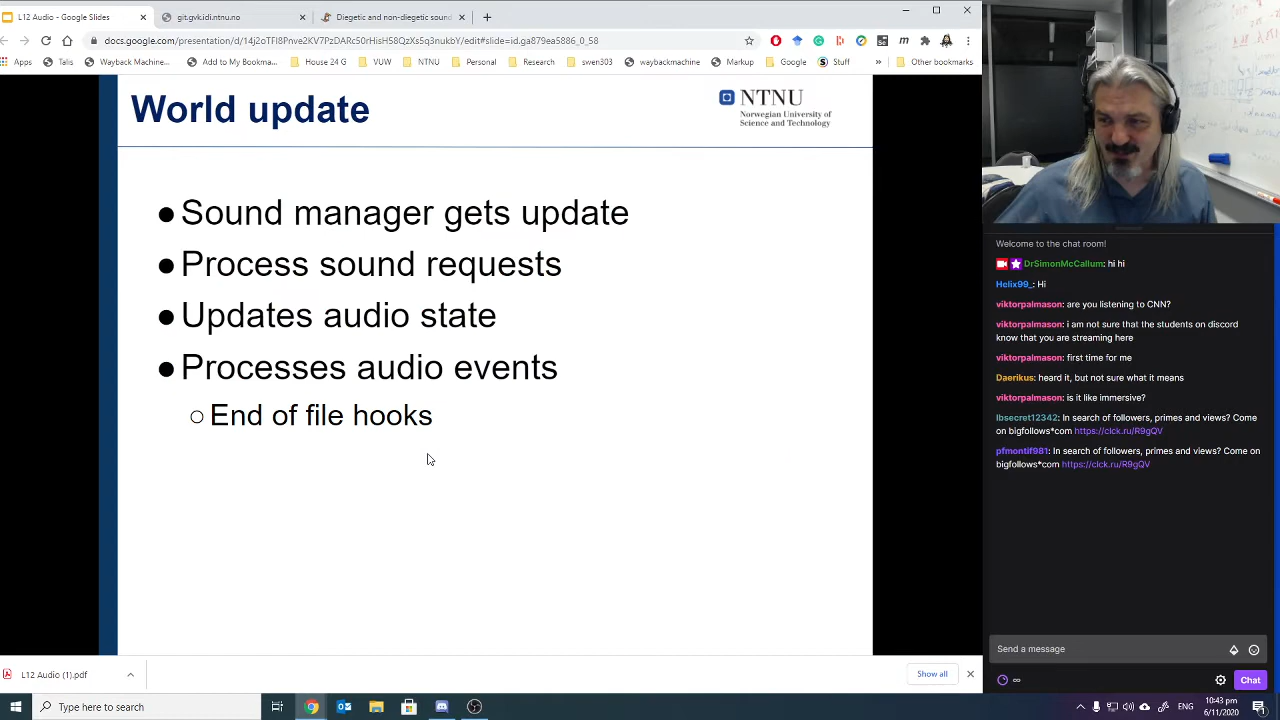 L12 Audio - Google Slides
git.gvk.idi.ntnu.no
Diegetic and non-diegetic sound
docs.google.com/presentation/d/
Apps
Talis
Wayback Machine...
Add to My Bookma...
House 24 G
VUW
NTNU
Personal
Research
swen303
waybackmachine
Markup
Google
Stuff
»
Other bookmarks
World update
NTNU
Norwegian University of
Science and Technology
● Sound manager gets update
● Process sound requests
● Updates audio state
● Processes audio events
○ End of file hooks
Welcome to the chat room!
DrSimonMcCallum: hi hi
Helix99_: Hi
viktorpalmason: are you listening to CNN?
viktorpalmason: i am not sure that the students on discord
know that you are streaming here
viktorpalmason: first time for me
Daerikus: heard it, but not sure what it means
viktorpalmason: is it like immersive?
lbsecret12342: In search of followers, primes and views? Come
on bigfollows*com https://clck.ru/R9gQV
pfmontif981: In search of followers, primes and views? Come on
bigfollows*com https://clck.ru/R9gQV
Send a message
∞
Chat
L12 Audio (1).pdf
Show all
Type here to search
10:43 pm
6/11/2020